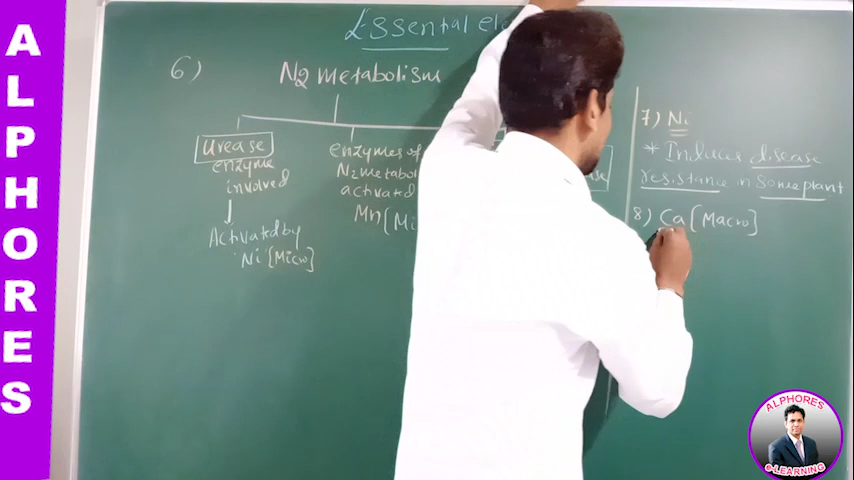 ALPHORES
Essential ele
6)
N2 metabolism
Urease
enzyme
involved
Activated by
Ni [Micro]
enzymes of
N2 metabol
activated
Mn [Mi
ase
7) Ni
* Induces disease
resistance in some plant
8) Ca [Macro]
ALPHORES
e-LEARNING